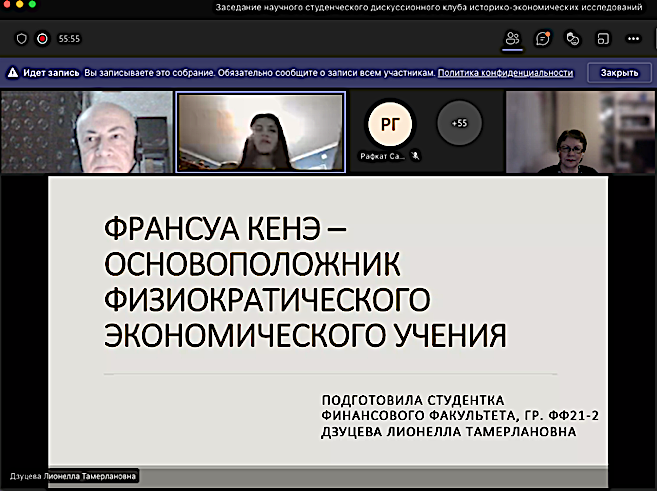 Заседание научного студенческого дискуссионного клуба историко-экономических исследований
55:55
Идет запись Вы записываете это собрание. Обязательно сообщите о записи всем участникам. Политика конфиденциальности Закрыть
РГ
+55
Рафкат Са...
ФРАНСУА КЕНЭ –
ОСНОВОПОЛОЖНИК
ФИЗИОКРАТИЧЕСКОГО
ЭКОНОМИЧЕСКОГО УЧЕНИЯ
ПОДГОТОВИЛА СТУДЕНТКА
ФИНАНСОВОГО ФАКУЛЬТЕТА, ГР. ФФ21-2
ДЗУЦЕВА ЛИОНЕЛЛА ТАМЕРЛАНОВНА
Дзуцева Лионелла Тамерлановна